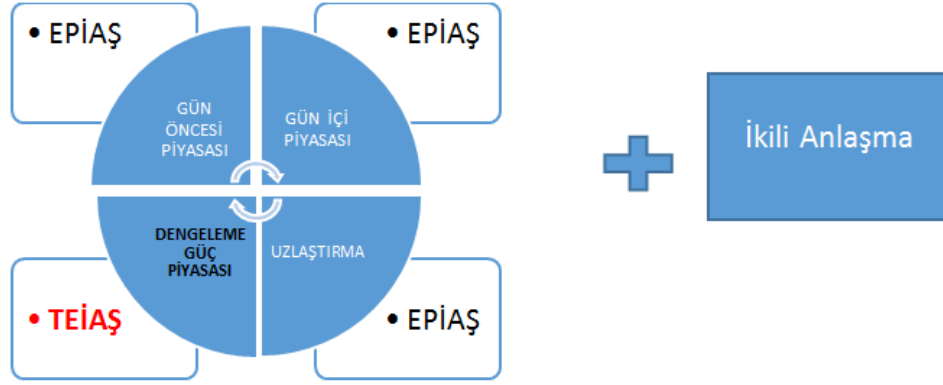 • EPİAŞ
• EPİAŞ
GÜN
ÖNCESİ
PİYASASI
GÜN İÇİ
PİYASASI
İkili Anlaşma
DENGELEME
GÜÇ
PİYASASI
UZLAŞTIRMA
• TEİAŞ
• EPİAŞ